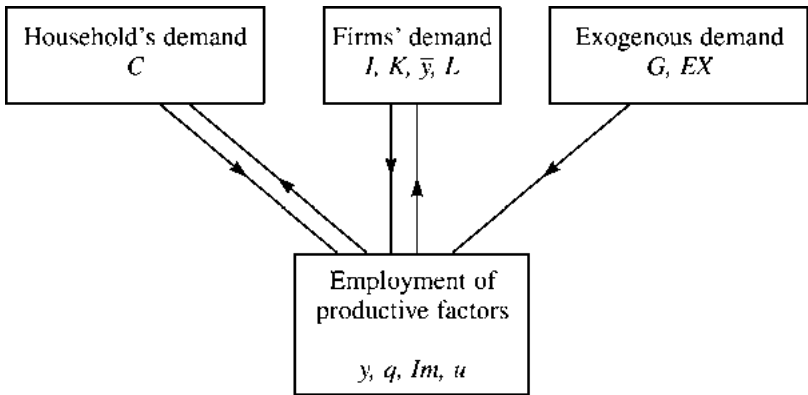 Household's demand
C
Firms' demand
I, K, y̅, L
Exogenous demand
G, EX
Employment of
productive factors
y, q, Im, u